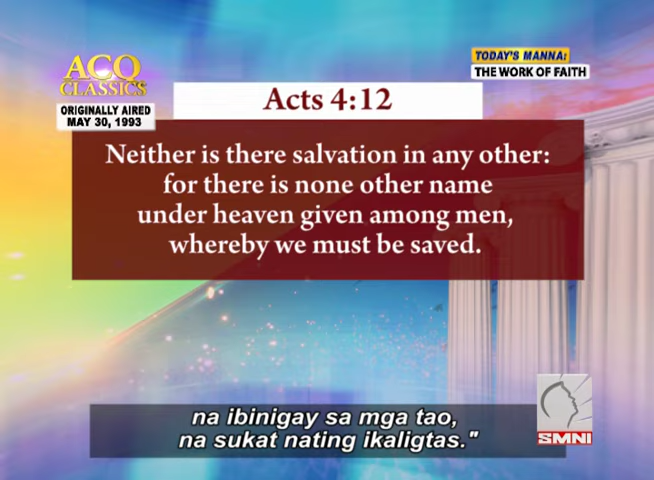 ACQ
CLASSICS
ORIGINALLY AIRED
MAY 30, 1993
TODAY'S MANNA:
THE WORK OF FAITH
Acts 4:12
Neither is there salvation in any other:
for there is none other name
under heaven given among men,
whereby we must be saved.
na ibinigay sa mga tao,
na sukat nating ikaligtas."
SMNI